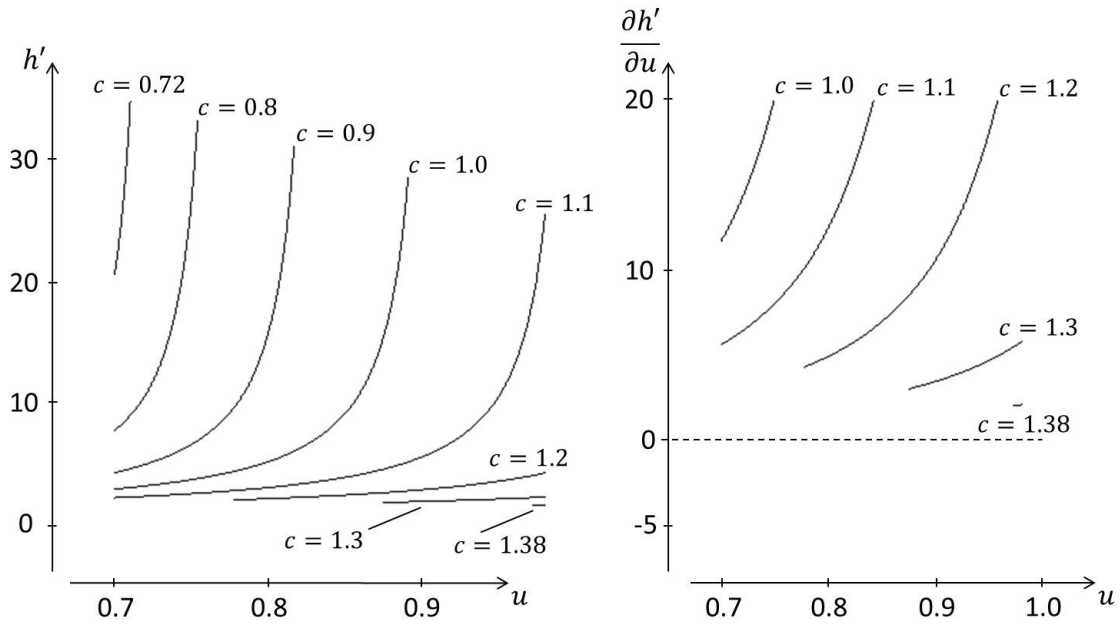 h′
c = 0.72
c = 0.8
c = 0.9
c = 1.0
c = 1.1
c = 1.2
c = 1.3
c = 1.38
30
20
10
0
0.7 0.8 0.9 u
∂h′
∂u
20
10
0
-5
c = 1.0
c = 1.1
c = 1.2
c = 1.3
c = 1.38
0.7 0.8 0.9 1.0 u